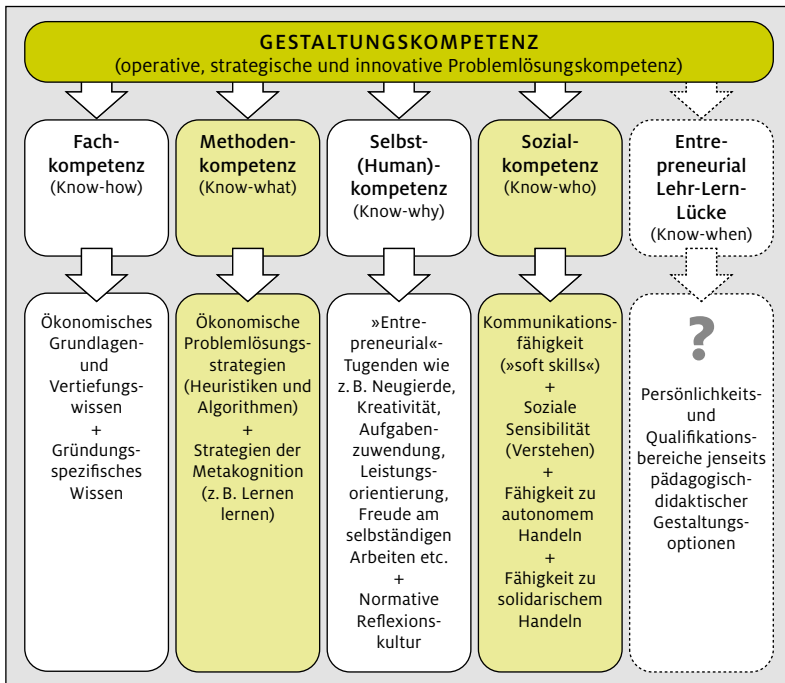 GESTALTUNGSKOMPETENZ
(operative, strategische und innovative Problemlösungskompetenz)
Fach-
kompetenz
(Know-how)
Methoden-
kompetenz
(Know-what)
Selbst-
(Human)-
kompetenz
(Know-why)
Sozial-
kompetenz
(Know-who)
Entre-
preneurial
Lehr-Lern-
Lücke
(Know-when)
Ökonomisches
Grundlagen-
und
Vertiefungs-
wissen
+
Gründungs-
spezifisches
Wissen
Ökonomische
Problemlösungs-
strategien
(Heuristiken und
Algorithmen)
+
Strategien der
Metakognition
(z. B. Lernen
lernen)
»Entre-
preneurial«-
Tugenden wie
z. B. Neugierde,
Kreativität,
Aufgaben-
zuwendung,
Leistungs-
orientierung,
Freude am
selbständigen
Arbeiten etc.
+
Normative
Reflexions-
kultur
Kommunikations-
fähigkeit
(»soft skills«)
+
Soziale
Sensibilität
(Verstehen)
+
Fähigkeit zu
autonomem
Handeln
+
Fähigkeit zu
solidarischem
Handeln
?
Persönlichkeits-
und
Qualifikations-
bereiche jenseits
pädagogisch-
didaktischer
Gestaltungs-
optionen